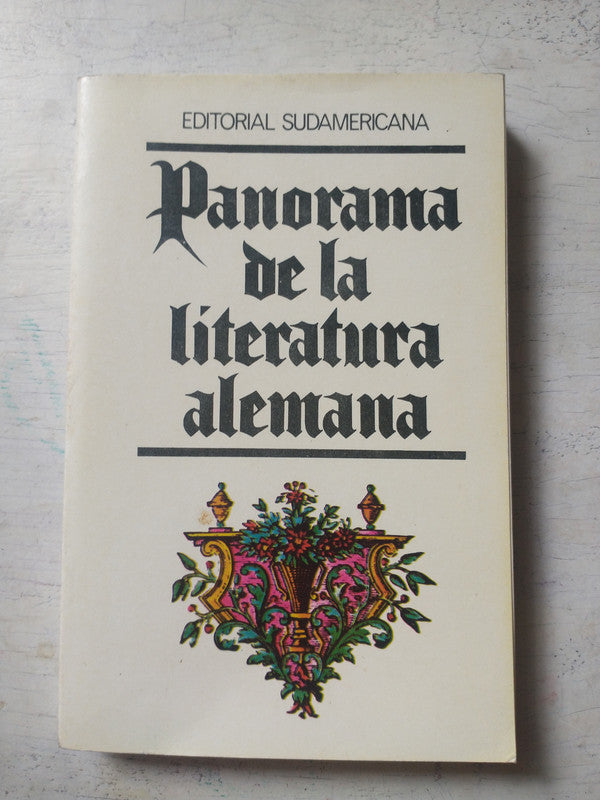 EDITORIAL SUDAMERICANA
Panorama
de la
literatura
alemana